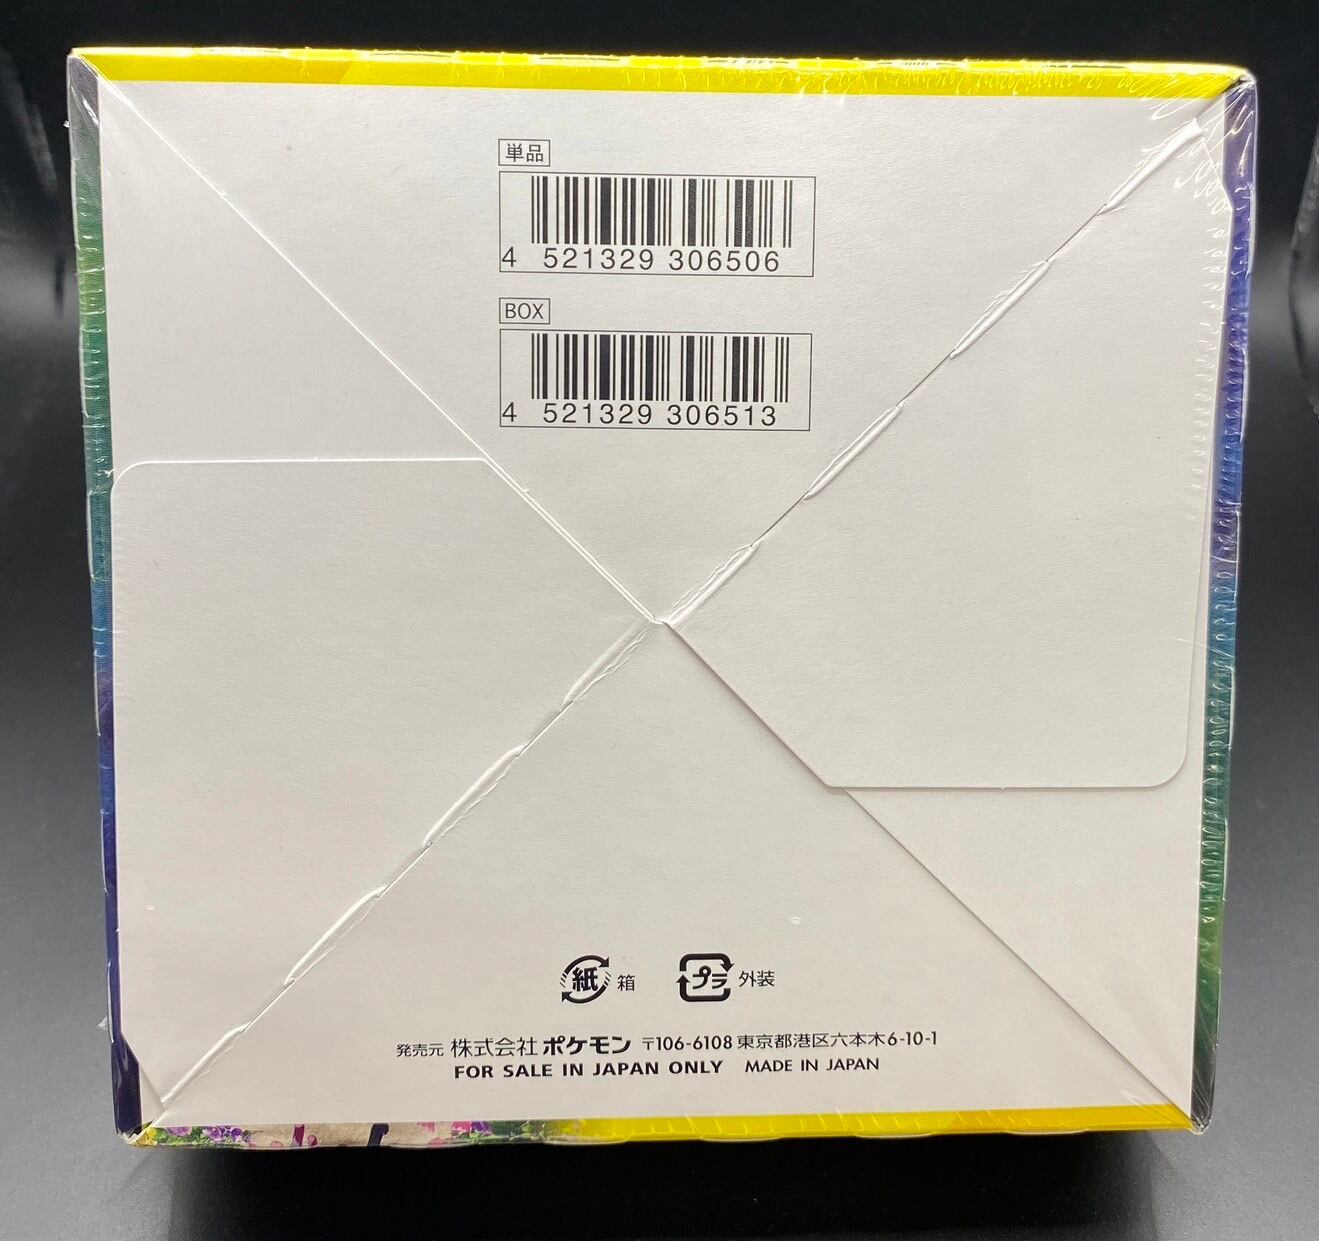 単品
4 521329 306506
BOX
4 521329 306513
紙 箱 プラ 外装
発売元 株式会社 ポケモン 〒106-6108 東京都港区六本木6-10-1
FOR SALE IN JAPAN ONLY MADE IN JAPAN